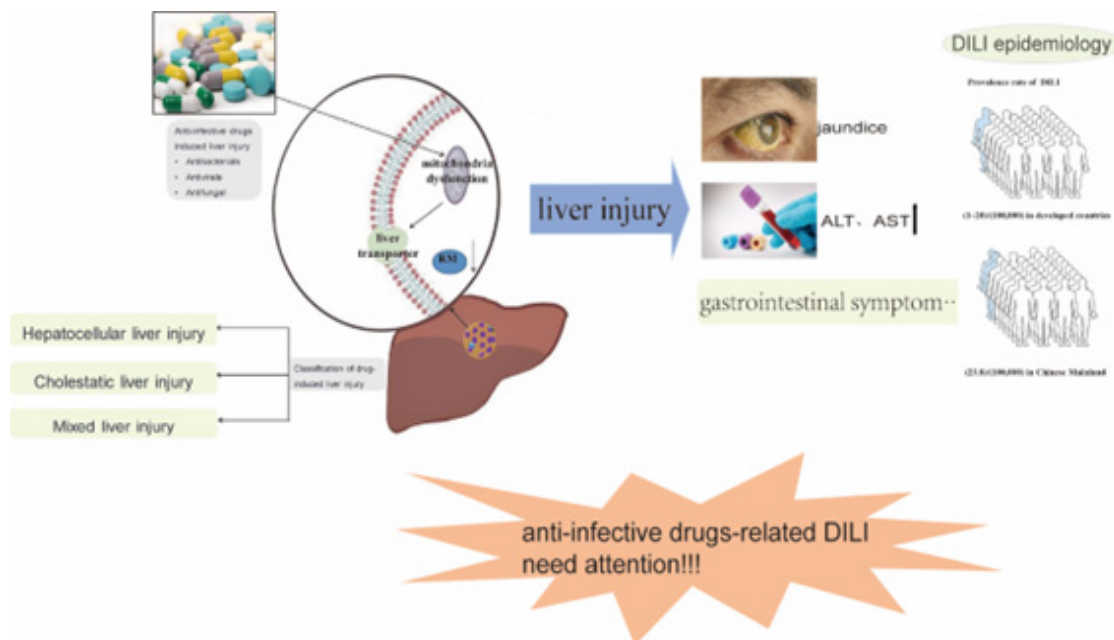 Anti-infective drugs
induced liver injury
• Antibacterials
• Antivirals
• Antifungal
mitochondria
dysfunction
liver
transporter
RM
Hepatocellular liver injury
Cholestatic liver injury
Mixed liver injury
Classification of drug-
induced liver injury
liver injury
jaundice
ALT、AST
gastrointestinal symptom··
DILI epidemiology
Prevalence rate of DILI
(1-20)/(100,000) in developed countries
(23.8)/(100,000) in Chinese Mainland
anti-infective drugs-related DILI
need attention!!!